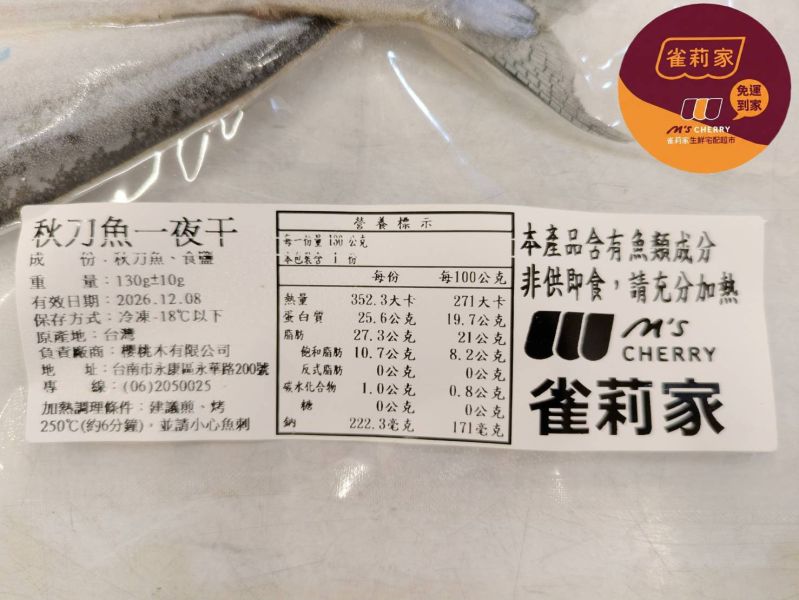 雀莉家
免運
到家
M's CHERRY
雀莉家生鮮宅配超市
秋刀魚一夜干
成 份：秋刀魚、食鹽
重 量：130g±10g
有效日期：2026.12.08
保存方式：冷凍-18℃以下
原產地：台灣
負責廠商：櫻桃木有限公司
地 址：台南市永康區永華路200號
專 線：(06)2050025
加熱調理條件：建議煎、烤
250℃(約6分鐘)，並請小心魚刺
營養標示
每一份量 130 公克
本包裝含 1 份
每份 每100公克
熱量 352.3大卡 271大卡
蛋白質 25.6公克 19.7公克
脂肪 27.3公克 21公克
飽和脂肪 10.7公克 8.2公克
反式脂肪 0公克 0公克
碳水化合物 1.0公克 0.8公克
糖 0公克 0公克
鈉 222.3毫克 171毫克
本產品含有魚類成分
非供即食，請充分加熱
M's
CHERRY
雀莉家